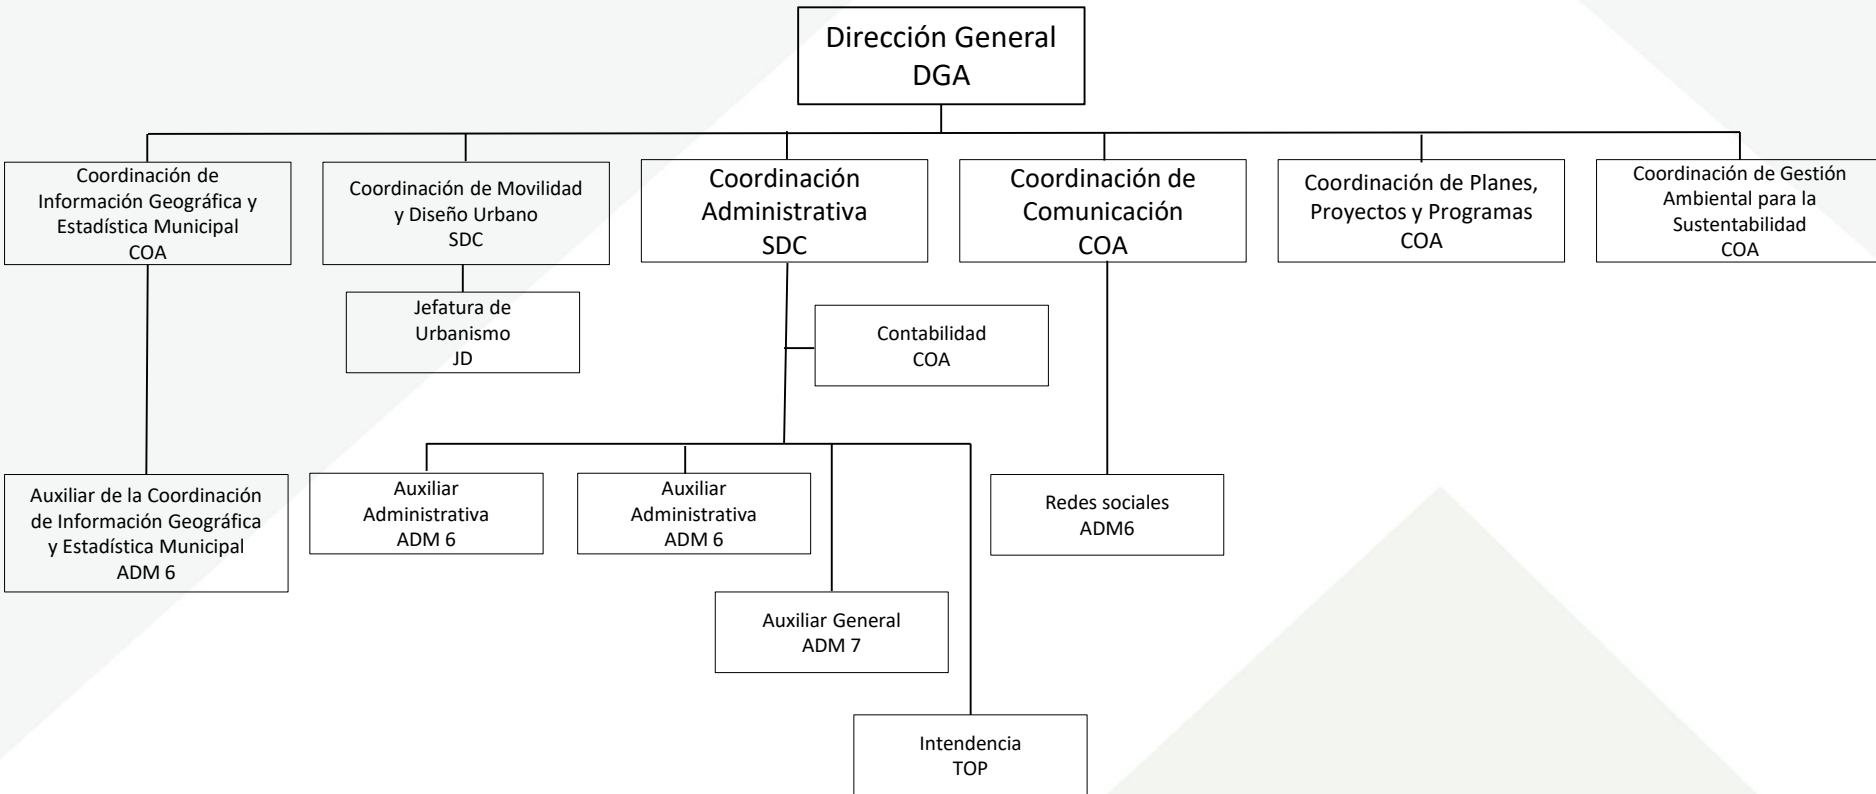 Dirección General
DGA
Coordinación de
Información Geográfica y
Estadística Municipal
COA
Coordinación de Movilidad
y Diseño Urbano
SDC
Coordinación
Administrativa
SDC
Coordinación de
Comunicación
COA
Coordinación de Planes,
Proyectos y Programas
COA
Coordinación de Gestión
Ambiental para la
Sustentabilidad
COA
Jefatura de
Urbanismo
JD
Contabilidad
COA
Auxiliar de la Coordinación
de Información Geográfica
y Estadística Municipal
ADM 6
Auxiliar
Administrativa
ADM 6
Auxiliar
Administrativa
ADM 6
Redes sociales
ADM6
Auxiliar General
ADM 7
Intendencia
TOP